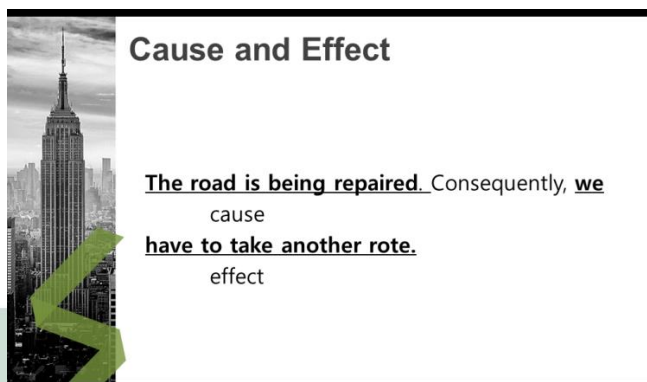 Cause and Effect
The road is being repaired. Consequently, we
cause
have to take another rote.
effect